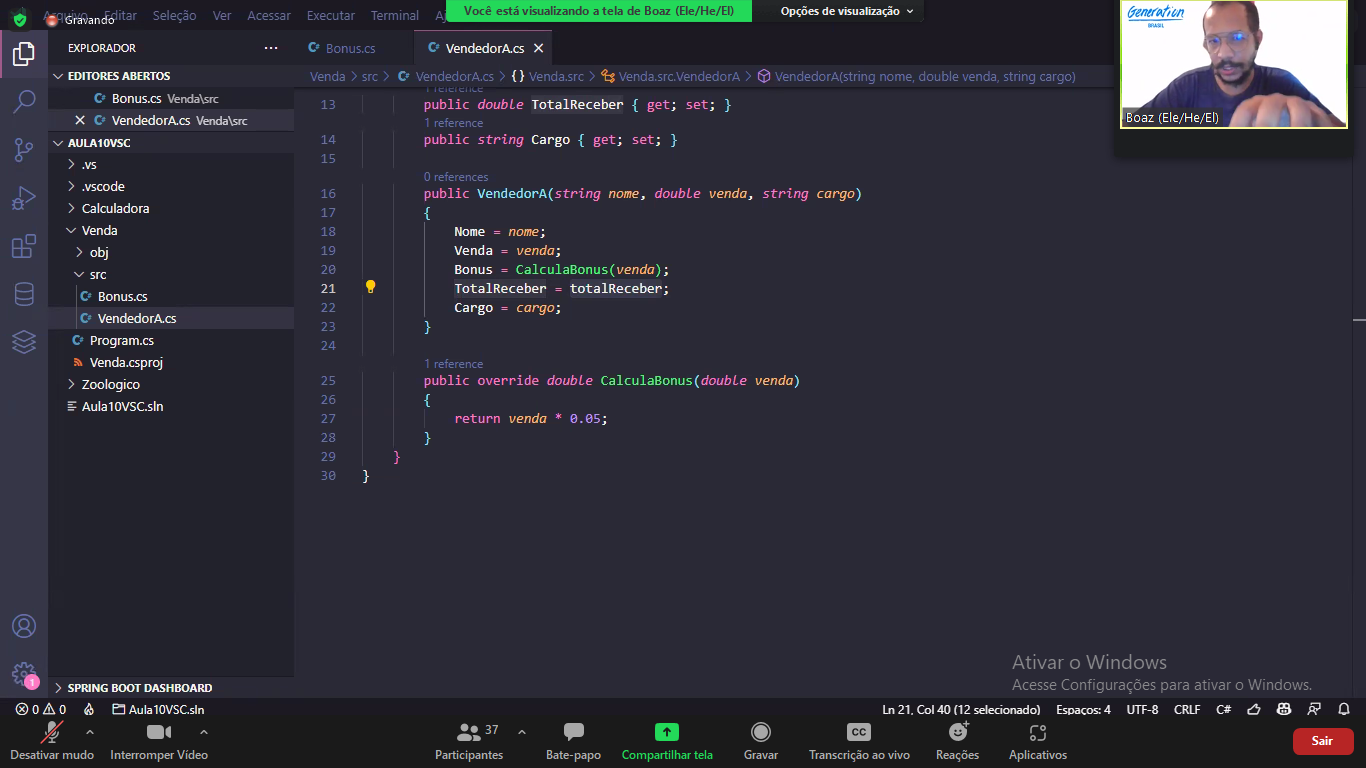 Arquivo Editar Seleção Ver Acessar Executar Terminal
Gravando
Você está visualizando a tela de Boaz (Ele/He/El)
Opções de visualização
Generation
BRASIL
Boaz (Ele/He/El)
EXPLORADOR
EDITORES ABERTOS
Bonus.cs Venda\src
VendedorA.cs Venda\src
AULA10VSC
.vs
.vscode
Calculadora
Venda
obj
src
Bonus.cs
VendedorA.cs
Program.cs
Venda.csproj
Zoologico
Aula10VSC.sln
SPRING BOOT DASHBOARD
Bonus.cs
VendedorA.cs
Venda > src > VendedorA.cs > {} Venda.src > Venda.src.VendedorA > VendedorA(string nome, double venda, string cargo)
1 reference
13 public double TotalReceber { get; set; }
1 reference
14 public string Cargo { get; set; }
15
0 references
16 public VendedorA(string nome, double venda, string cargo)
17 {
18 Nome = nome;
19 Venda = venda;
20 Bonus = CalculaBonus(venda);
21 TotalReceber = totalReceber;
22 Cargo = cargo;
23 }
24
1 reference
25 public override double CalculaBonus(double venda)
26 {
27 return venda * 0.05;
28 }
29 }
30 }
Ativar o Windows
Acesse Configurações para ativar o Windows.
1
0 0 Aula10VSC.sln
Ln 21, Col 40 (12 selecionado) Espaços: 4 UTF-8 CRLF C#
Desativar mudo
Interromper Vídeo
37
Participantes
Bate-papo
Compartilhar tela
Gravar
CC
Transcrição ao vivo
Reações
Aplicativos
Sair